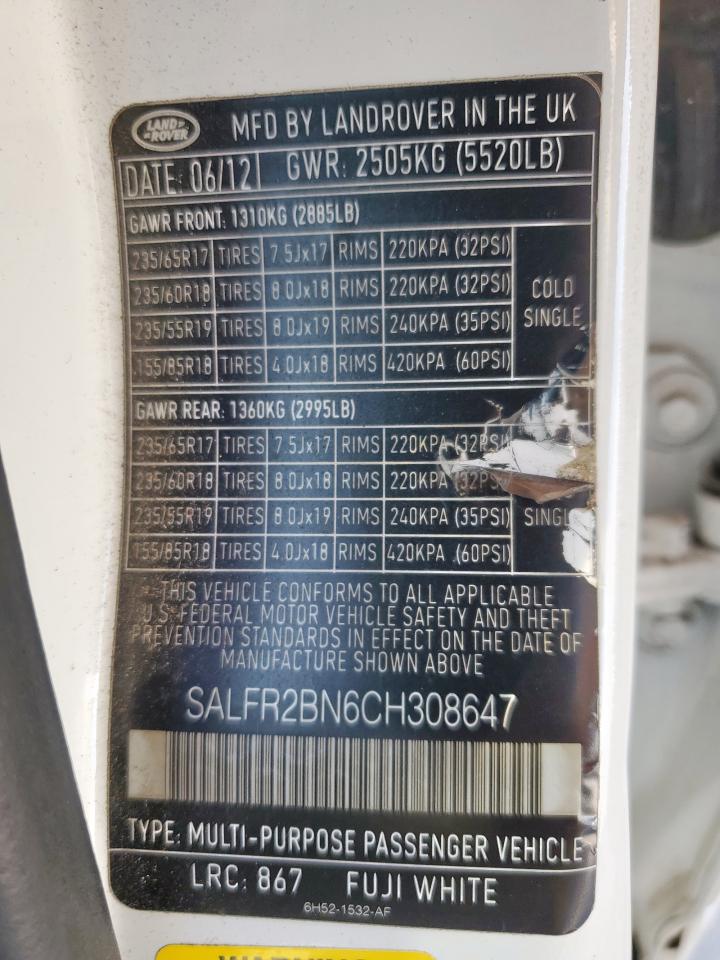 LAND ROVER
MFD BY LANDROVER IN THE UK
DATE: 06/12 GWR: 2505KG (5520LB)
GAWR FRONT: 1310KG (2885LB)
235/65R17 TIRES 7.5Jx17 RIMS 220KPA (32PSI)
235/60R18 TIRES 8.0Jx18 RIMS 220KPA (32PSI) COLD
235/55R19 TIRES 8.0Jx19 RIMS 240KPA (35PSI) SINGLE
155/85R18 TIRES 4.0Jx18 RIMS 420KPA (60PSI)
GAWR REAR: 1360KG (2995LB)
235/65R17 TIRES 7.5Jx17 RIMS 220KPA (32PSI)
235/60R18 TIRES 8.0Jx18 RIMS 220KPA (32PSI
235/55R19 TIRES 8.0Jx19 RIMS 240KPA (35PSI) SINGL
155/85R18 TIRES 4.0Jx18 RIMS 420KPA (60PSI)
THIS VEHICLE CONFORMS TO ALL APPLICABLE
U.S. FEDERAL MOTOR VEHICLE SAFETY AND THEFT
PREVENTION STANDARDS IN EFFECT ON THE DATE OF
MANUFACTURE SHOWN ABOVE
SALFR2BN6CH308647
TYPE: MULTI-PURPOSE PASSENGER VEHICLE
LRC: 867 FUJI WHITE
6H52-1532-AF